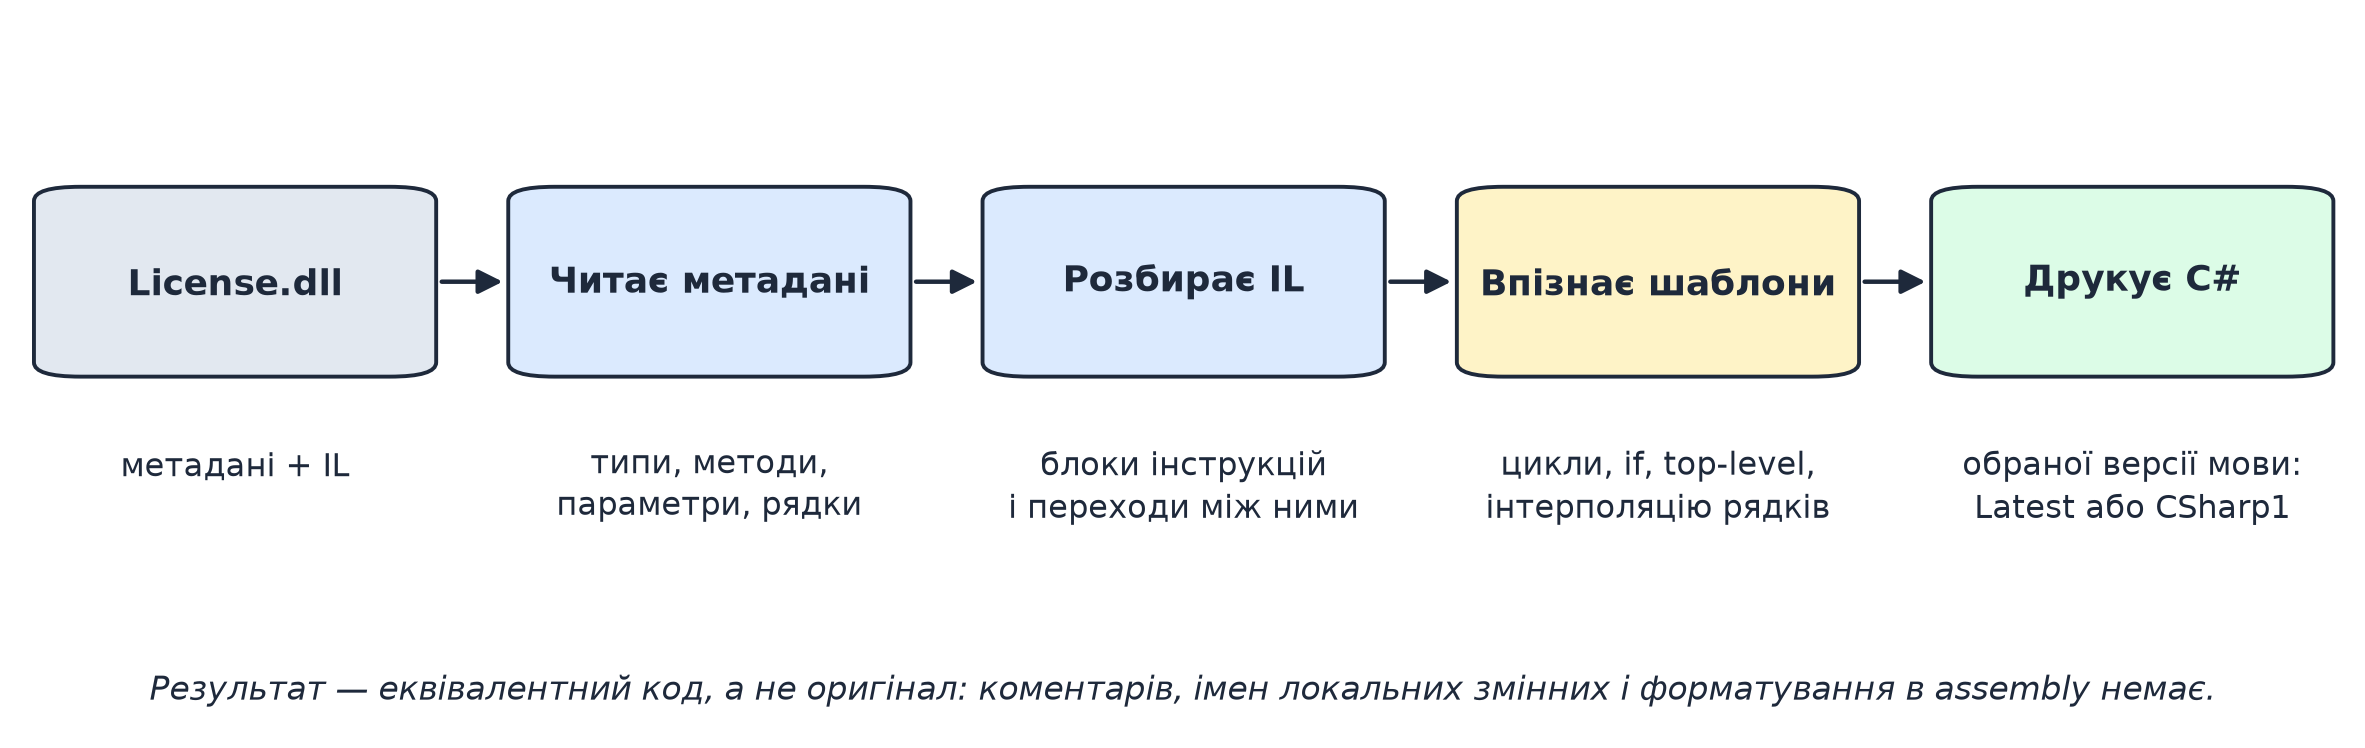 License.dll
Читає метадані
Розбирає IL
Впізнає шаблони
Друкує C#
метадані + IL
типи, методи,
параметри, рядки
блоки інструкцій
і переходи між ними
цикли, if, top-level,
інтерполяцію рядків
обраної версії мови:
Latest або CSharp1
Результат — еквівалентний код, а не оригінал: коментарів, імен локальних змінних і форматування в assembly немає.